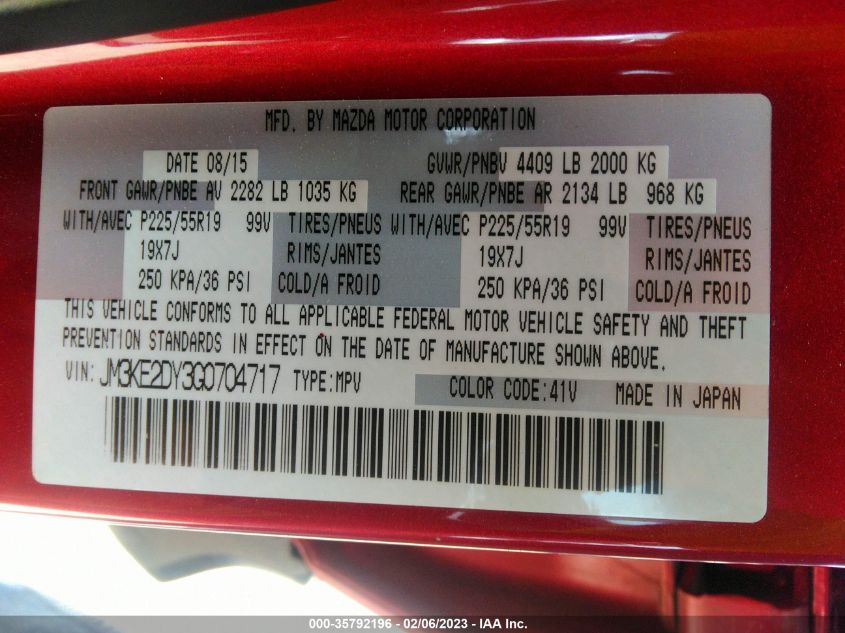 MFD. BY MAZDA MOTOR CORPORATION
DATE 08/15 GVWR/PNBV 4409 LB 2000 KG
FRONT GAWR/PNBE AV 2282 LB 1035 KG REAR GAWR/PNBE AR 2134 LB 968 KG
WITH/AVEC P225/55R19 99V TIRES/PNEUS WITH/AVEC P225/55R19 99V TIRES/PNEUS
19X7J RIMS/JANTES 19X7J RIMS/JANTES
250 KPA/36 PSI COLD/A FROID 250 KPA/36 PSI COLD/A FROID
THIS VEHICLE CONFORMS TO ALL APPLICABLE FEDERAL MOTOR VEHICLE SAFETY AND THEFT
PREVENTION STANDARDS IN EFFECT ON THE DATE OF MANUFACTURE SHOWN ABOVE.
VIN: JM3KE2DY3G0704717 TYPE:MPV COLOR CODE:41V MADE IN JAPAN
000-35792196 - 02/06/2023 - IAA Inc.